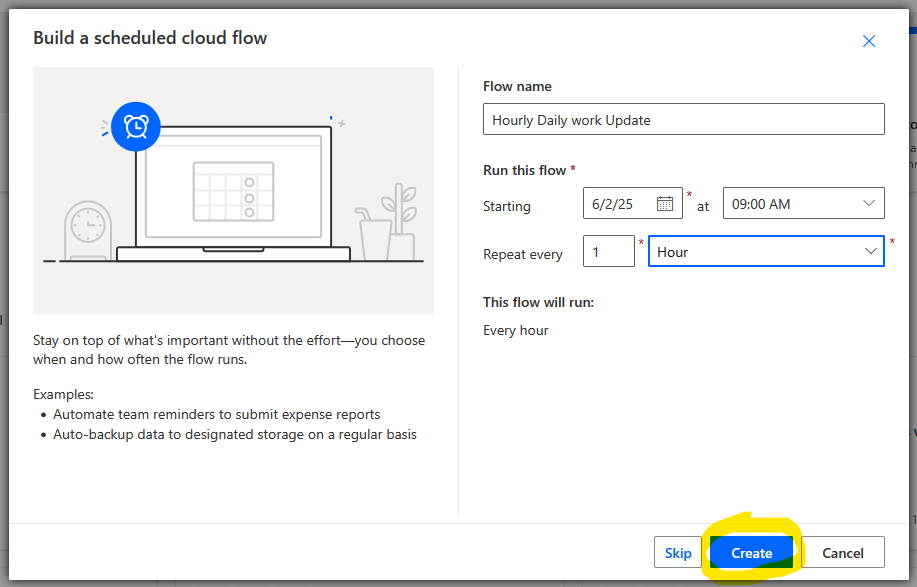 Build a scheduled cloud flow
Flow name
Hourly Daily work Update
Run this flow *
Starting 6/2/25 * at 09:00 AM
Repeat every 1 * Hour *
This flow will run:
Every hour
Stay on top of what's important without the effort—you choose
when and how often the flow runs.
Examples:
• Automate team reminders to submit expense reports
• Auto-backup data to designated storage on a regular basis
Skip Create Cancel